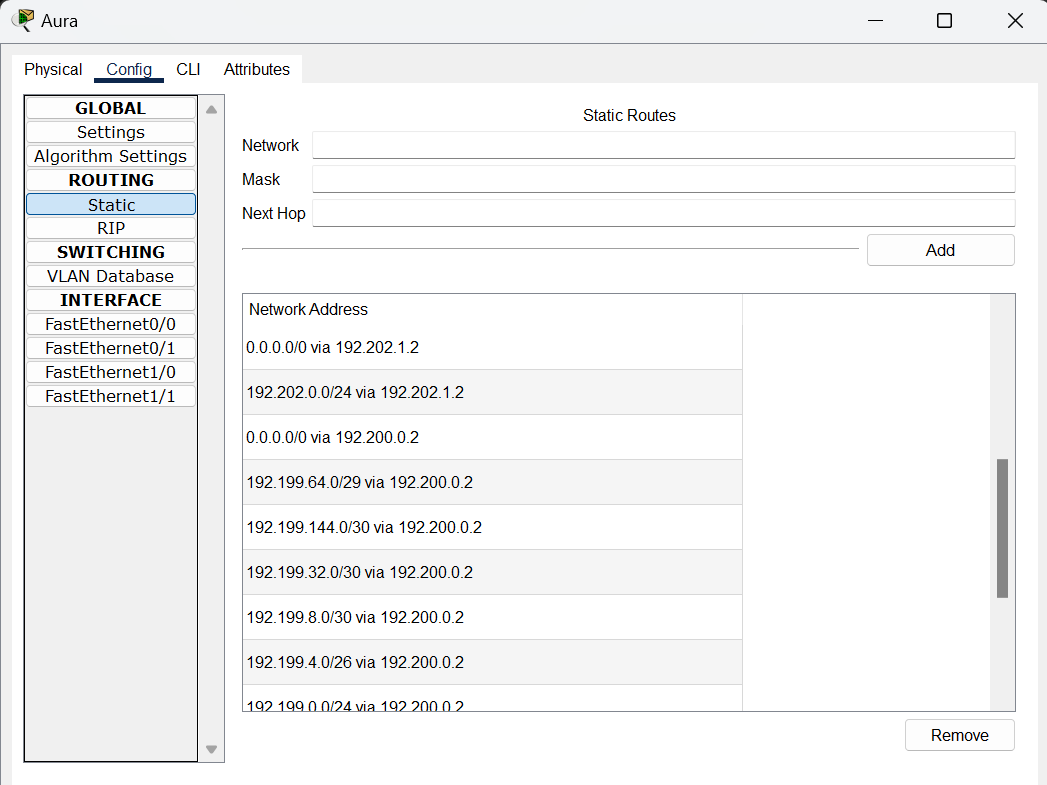 Aura
Physical Config CLI Attributes
GLOBAL
Settings
Algorithm Settings
ROUTING
Static
RIP
SWITCHING
VLAN Database
INTERFACE
FastEthernet0/0
FastEthernet0/1
FastEthernet1/0
FastEthernet1/1
Static Routes
Network
Mask
Next Hop
Add
Network Address
0.0.0.0/0 via 192.202.1.2
192.202.0.0/24 via 192.202.1.2
0.0.0.0/0 via 192.200.0.2
192.199.64.0/29 via 192.200.0.2
192.199.144.0/30 via 192.200.0.2
192.199.32.0/30 via 192.200.0.2
192.199.8.0/30 via 192.200.0.2
192.199.4.0/26 via 192.200.0.2
192.199.0.0/24 via 192.200.0.2
Remove